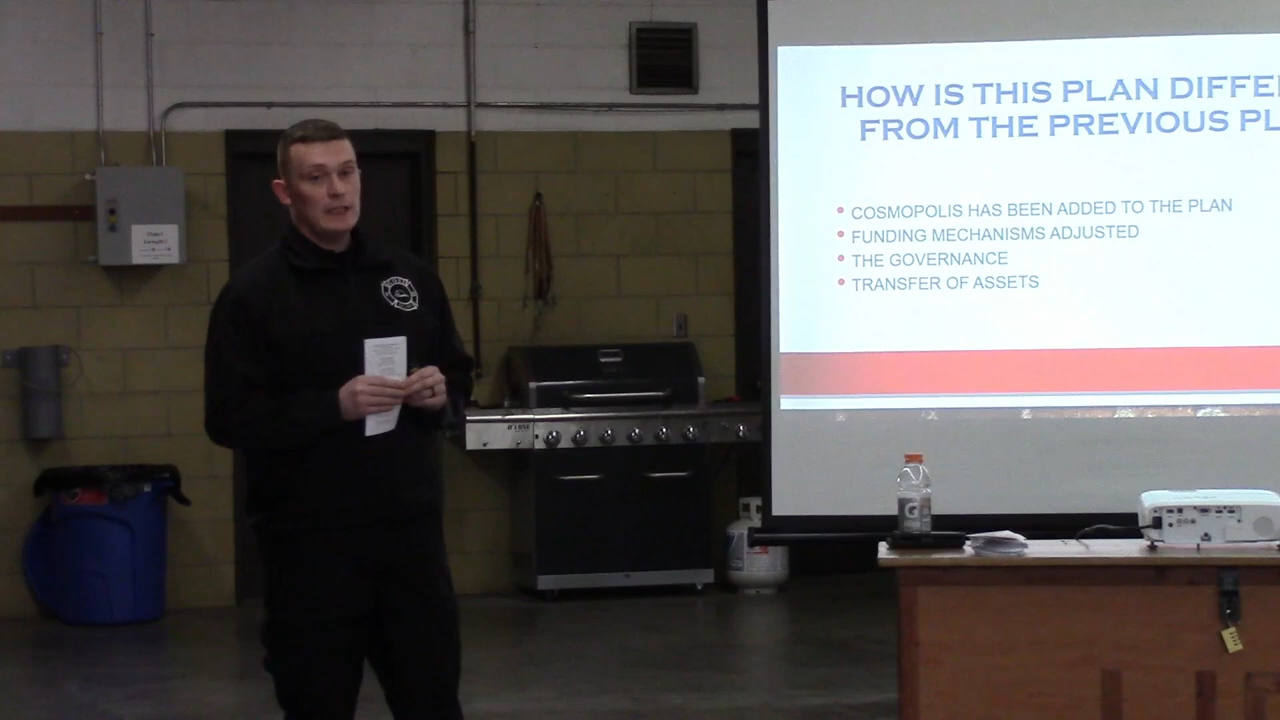 HOW IS THIS PLAN DIFFE
FROM THE PREVIOUS PL
COSMOPOLIS HAS BEEN ADDED TO THE PLAN
FUNDING MECHANISMS ADJUSTED
THE GOVERNANCE
TRANSFER OF ASSETS
G